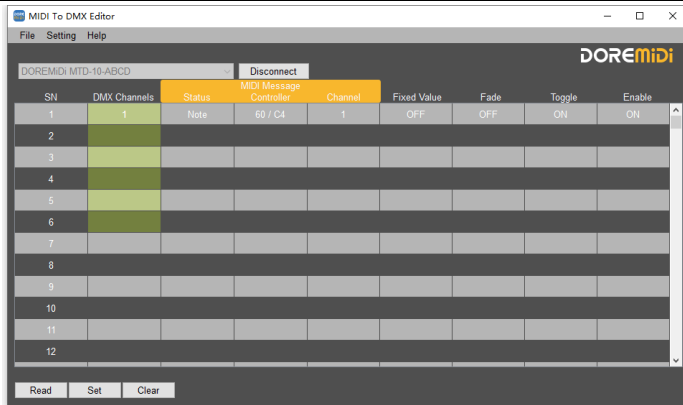 MIDI To DMX Editor
File Setting Help
DOREMiDi
DOREMiDi MTD-10-ABCD Disconnect
MIDI Message
SN DMX Channels Status Controller Channel Fixed Value Fade Toggle Enable
1 1 Note 60 / C4 1 OFF OFF ON ON
2
3
4
5
6
7
8
9
10
11
12
Read Set Clear